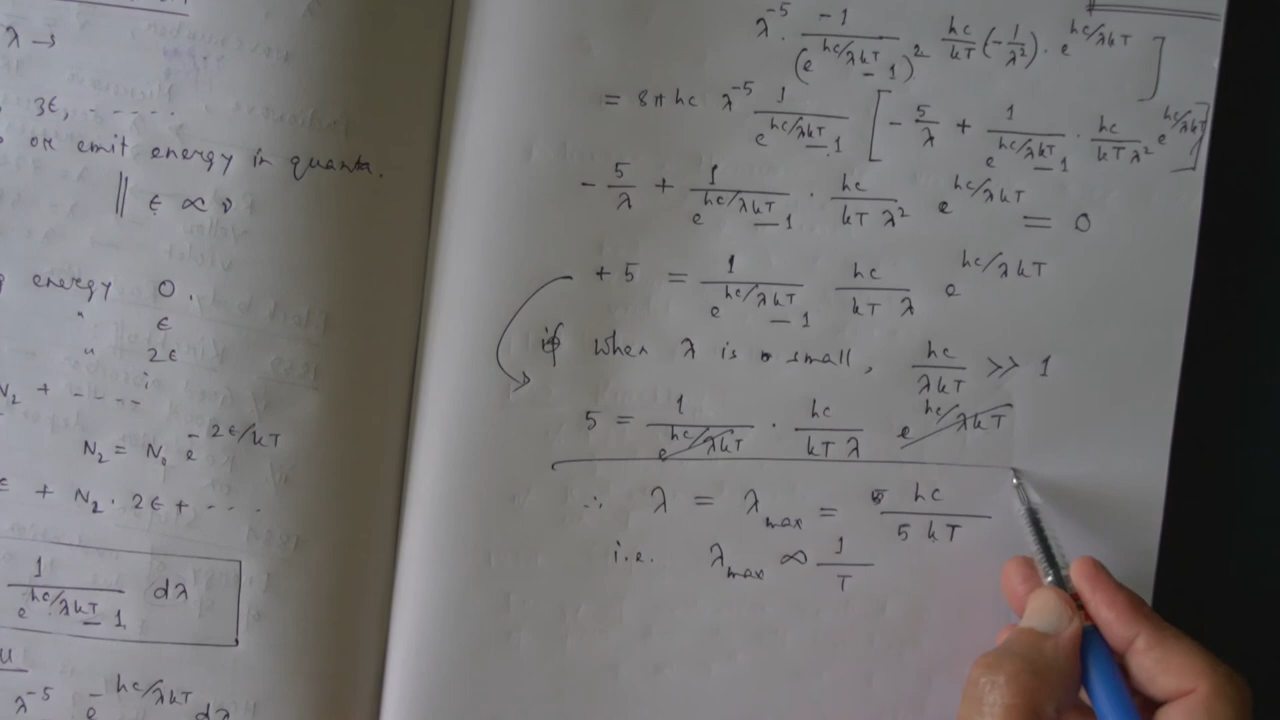 λ →
3ϵ, - - - - -
or emit energy in quanta.
ϵ ∝ ν
energy 0.
" ϵ
" 2ϵ
N₂ + - - - - -
N₂ = N₀ e^(-2ϵ/kT)
ϵ + N₂ · 2ϵ + - - -
1/(e^(hc/λkT) - 1) dλ
λ^-5 e^(-hc/λkT) dλ
λ^-5 · -1/(e^(hc/λkT) - 1)² hc/kT (-1/λ²) · e^(hc/λkT) ]
= 8πhc λ^-5 1/(e^(hc/λkT) - 1) [ -5/λ + 1/(e^(hc/λkT) - 1) · hc/(kTλ²) e^(hc/λkT) ]
-5/λ + 1/(e^(hc/λkT) - 1) · hc/(kTλ²) e^(hc/λkT) = 0
+5 = 1/(e^(hc/λkT) - 1) hc/(kTλ) e^(hc/λkT)
when λ is small, hc/λkT >> 1
5 = 1/e^(hc/λkT) · hc/(kTλ) e^(hc/λkT)
∴ λ = λmax = hc/(5kT)
i.e. λmax ∝ 1/T